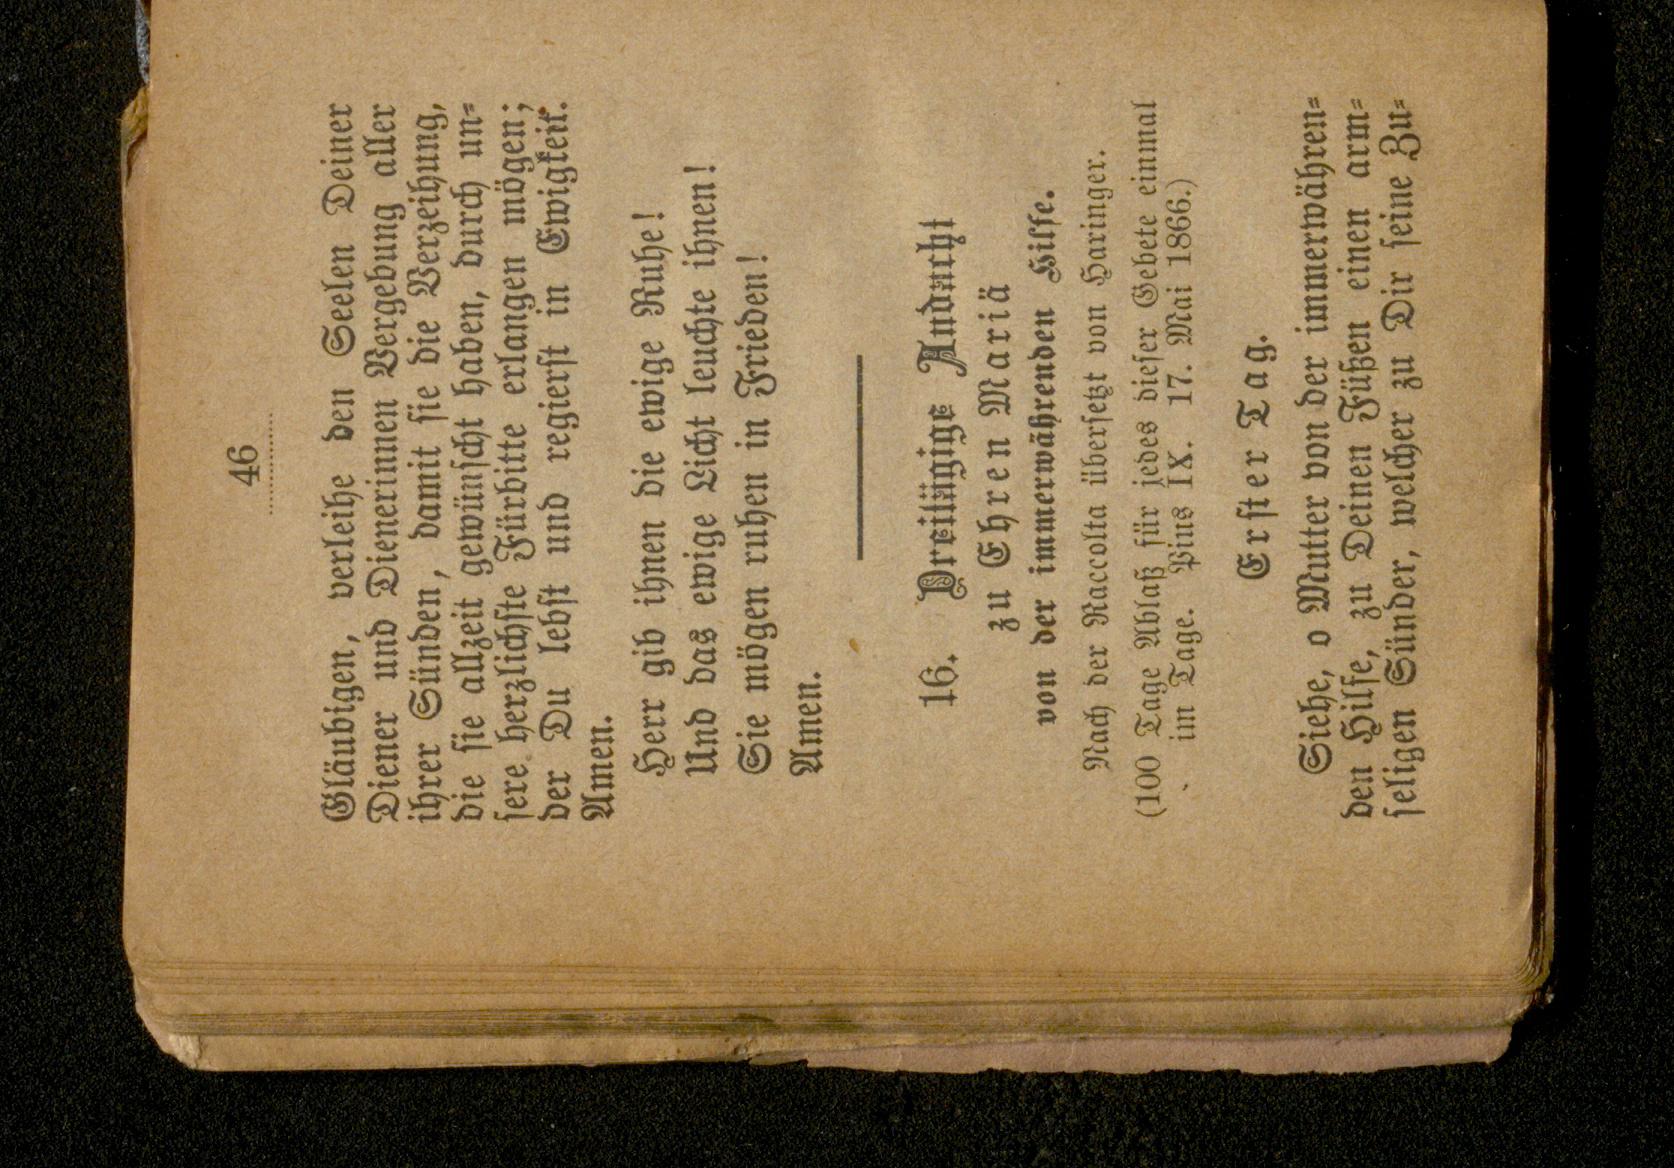 46
Gläubigen, verleihe den Seelen Deiner
Diener und Dienerinnen Vergebung aller
ihrer Sünden, damit sie die Verzeihung,
die sie allzeit gewünscht haben, durch un=
sere herzlichste Fürbitte erlangen mögen;
der Du lebst und regierst in Ewigkeit.
Amen.
Herr gib ihnen die ewige Ruhe!
Und das ewige Licht leuchte ihnen!
Sie mögen ruhen in Frieden!
Amen.
16. Dreitägige Andacht
zu Ehren Mariä
von der immerwährenden Hilfe.
Nach der Raccolta übersetzt von Haringer.
(100 Tage Ablaß für jedes dieser Gebete einmal
im Tage. Pius IX. 17. Mai 1866.)
Erster Tag.
Siehe, o Mutter von der immerwähren=
den Hilfe, zu Deinen Füßen einen arm=
seligen Sünder, welcher zu Dir seine Zu=